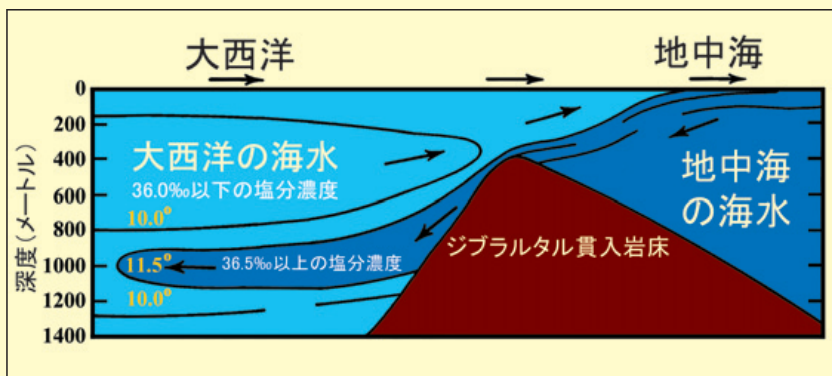 大西洋
地中海
0
200
400
600
800
1000
1200
1400
深度(メートル)
大西洋の海水
36.0‰以下の塩分濃度
10.0°
11.5°
36.5‰以上の塩分濃度
10.0°
ジブラルタル貫入岩床
地中海
の海水